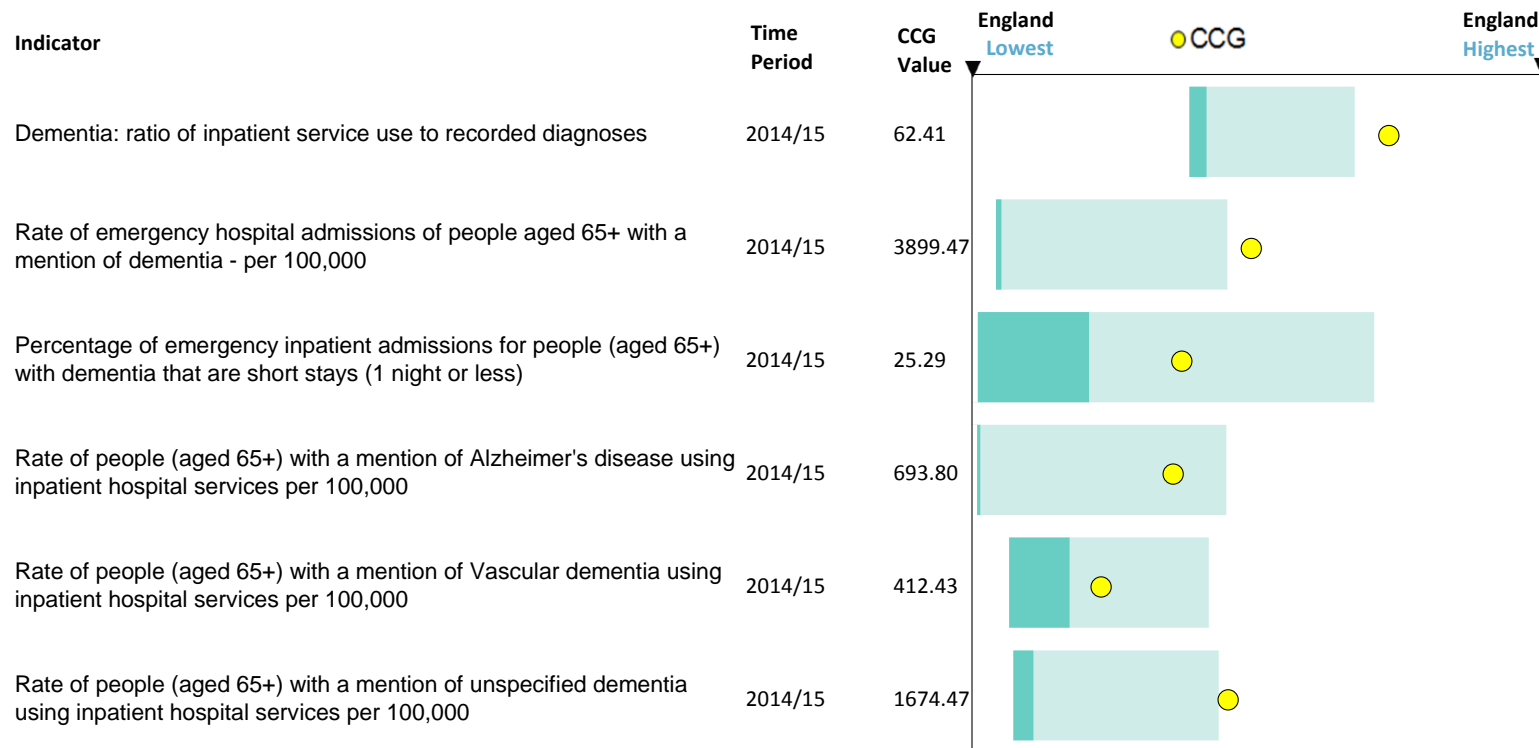 Indicator
Time
Period
CCG
Value
England
Lowest
CCG
England
Highest
Dementia: ratio of inpatient service use to recorded diagnoses
2014/15
62.41
Rate of emergency hospital admissions of people aged 65+ with a
mention of dementia - per 100,000
2014/15
3899.47
Percentage of emergency inpatient admissions for people (aged 65+)
with dementia that are short stays (1 night or less)
2014/15
25.29
Rate of people (aged 65+) with a mention of Alzheimer's disease using
inpatient hospital services per 100,000
2014/15
693.80
Rate of people (aged 65+) with a mention of Vascular dementia using
inpatient hospital services per 100,000
2014/15
412.43
Rate of people (aged 65+) with a mention of unspecified dementia
using inpatient hospital services per 100,000
2014/15
1674.47